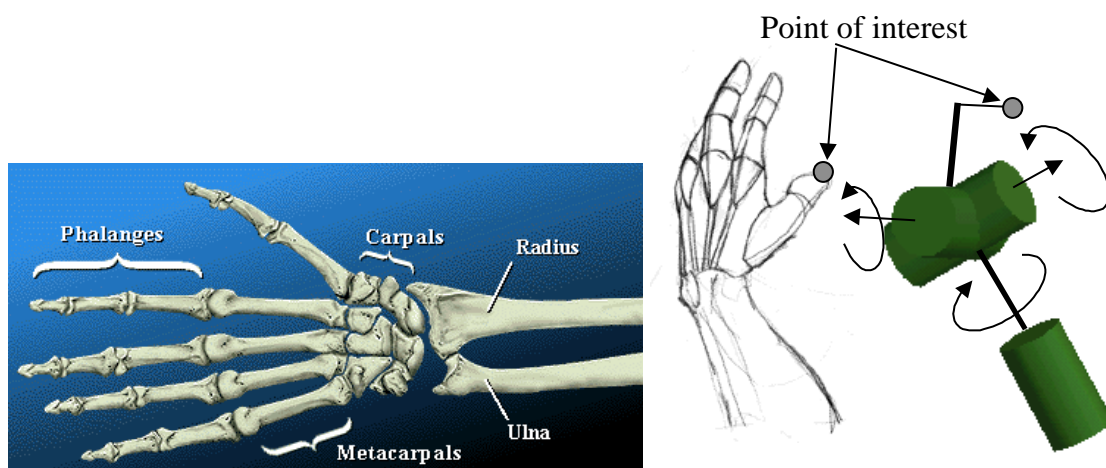 Point of interest
Phalanges
Carpals
Radius
Ulna
Metacarpals